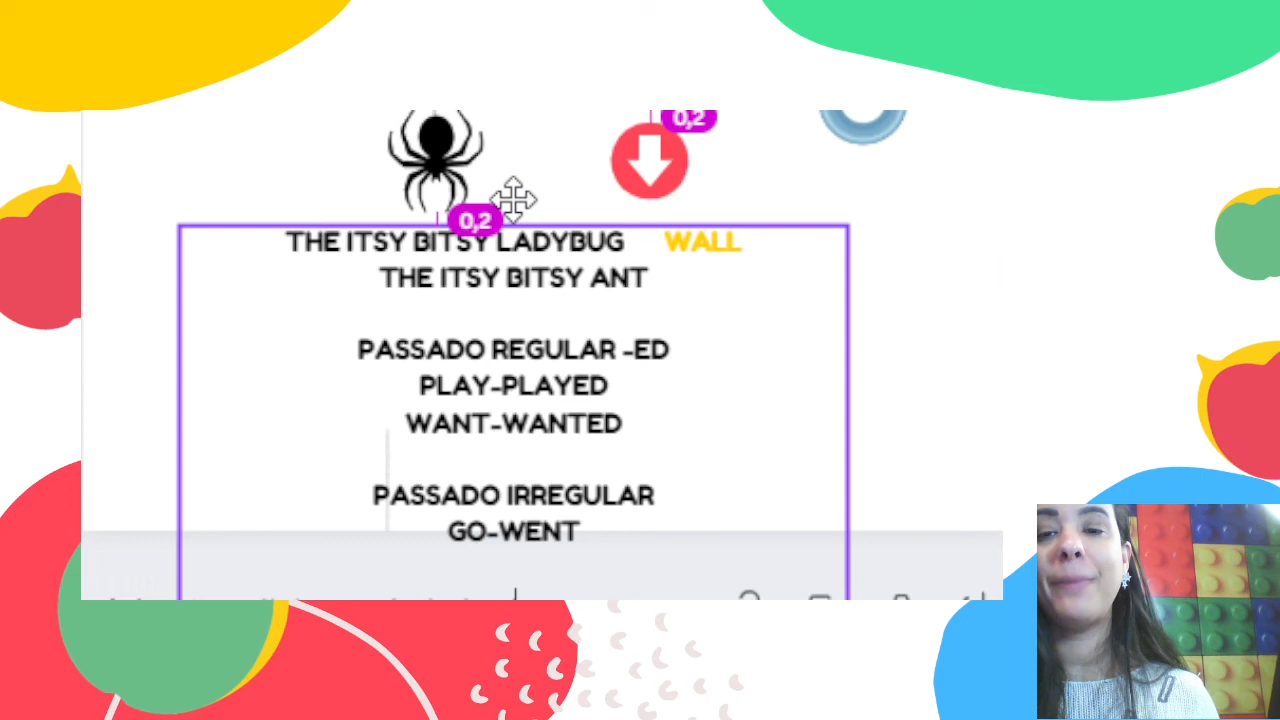 0,2
0,2
THE ITSY BITSY LADYBUG WALL
THE ITSY BITSY ANT
PASSADO REGULAR -ED
PLAY-PLAYED
WANT-WANTED
PASSADO IRREGULAR
GO-WENT